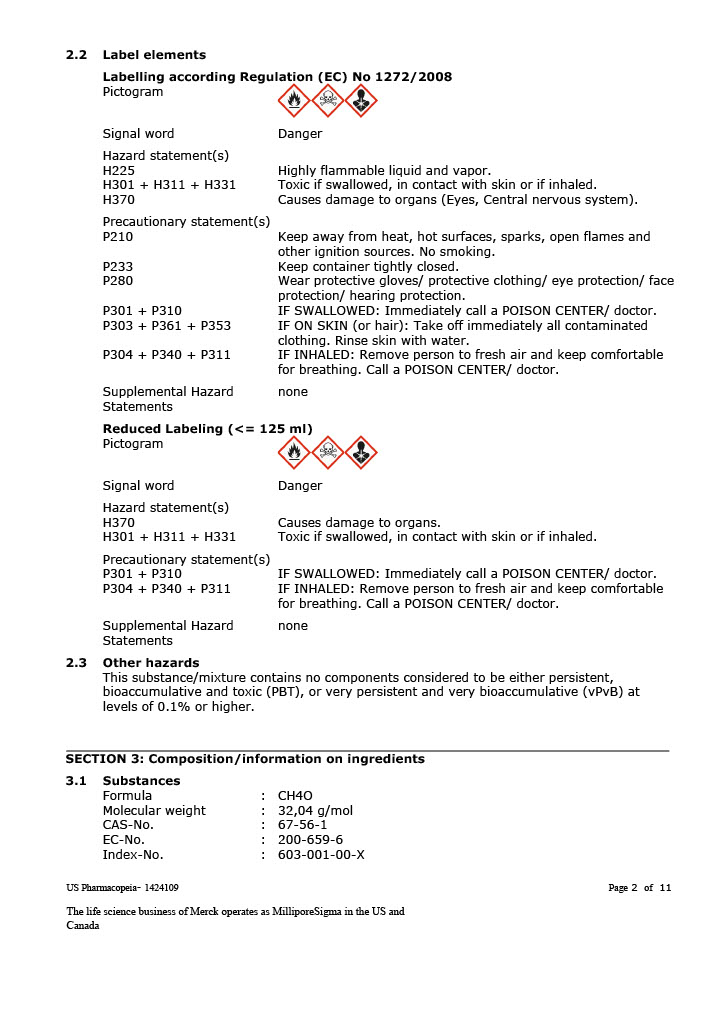 2.2 Label elements
Labelling according Regulation (EC) No 1272/2008
Pictogram
Signal word Danger
Hazard statement(s)
H225 Highly flammable liquid and vapor.
H301 + H311 + H331 Toxic if swallowed, in contact with skin or if inhaled.
H370 Causes damage to organs (Eyes, Central nervous system).
Precautionary statement(s)
P210 Keep away from heat, hot surfaces, sparks, open flames and
other ignition sources. No smoking.
P233 Keep container tightly closed.
P280 Wear protective gloves/ protective clothing/ eye protection/ face
protection/ hearing protection.
P301 + P310 IF SWALLOWED: Immediately call a POISON CENTER/ doctor.
P303 + P361 + P353 IF ON SKIN (or hair): Take off immediately all contaminated
clothing. Rinse skin with water.
P304 + P340 + P311 IF INHALED: Remove person to fresh air and keep comfortable
for breathing. Call a POISON CENTER/ doctor.
Supplemental Hazard none
Statements
Reduced Labeling (<= 125 ml)
Pictogram
Signal word Danger
Hazard statement(s)
H370 Causes damage to organs.
H301 + H311 + H331 Toxic if swallowed, in contact with skin or if inhaled.
Precautionary statement(s)
P301 + P310 IF SWALLOWED: Immediately call a POISON CENTER/ doctor.
P304 + P340 + P311 IF INHALED: Remove person to fresh air and keep comfortable
for breathing. Call a POISON CENTER/ doctor.
Supplemental Hazard none
Statements
2.3 Other hazards
This substance/mixture contains no components considered to be either persistent,
bioaccumulative and toxic (PBT), or very persistent and very bioaccumulative (vPvB) at
levels of 0.1% or higher.
SECTION 3: Composition/information on ingredients
3.1 Substances
Formula : CH4O
Molecular weight : 32,04 g/mol
CAS-No. : 67-56-1
EC-No. : 200-659-6
Index-No. : 603-001-00-X
US Pharmacopeia- 1424109 Page 2 of 11
The life science business of Merck operates as MilliporeSigma in the US and
Canada